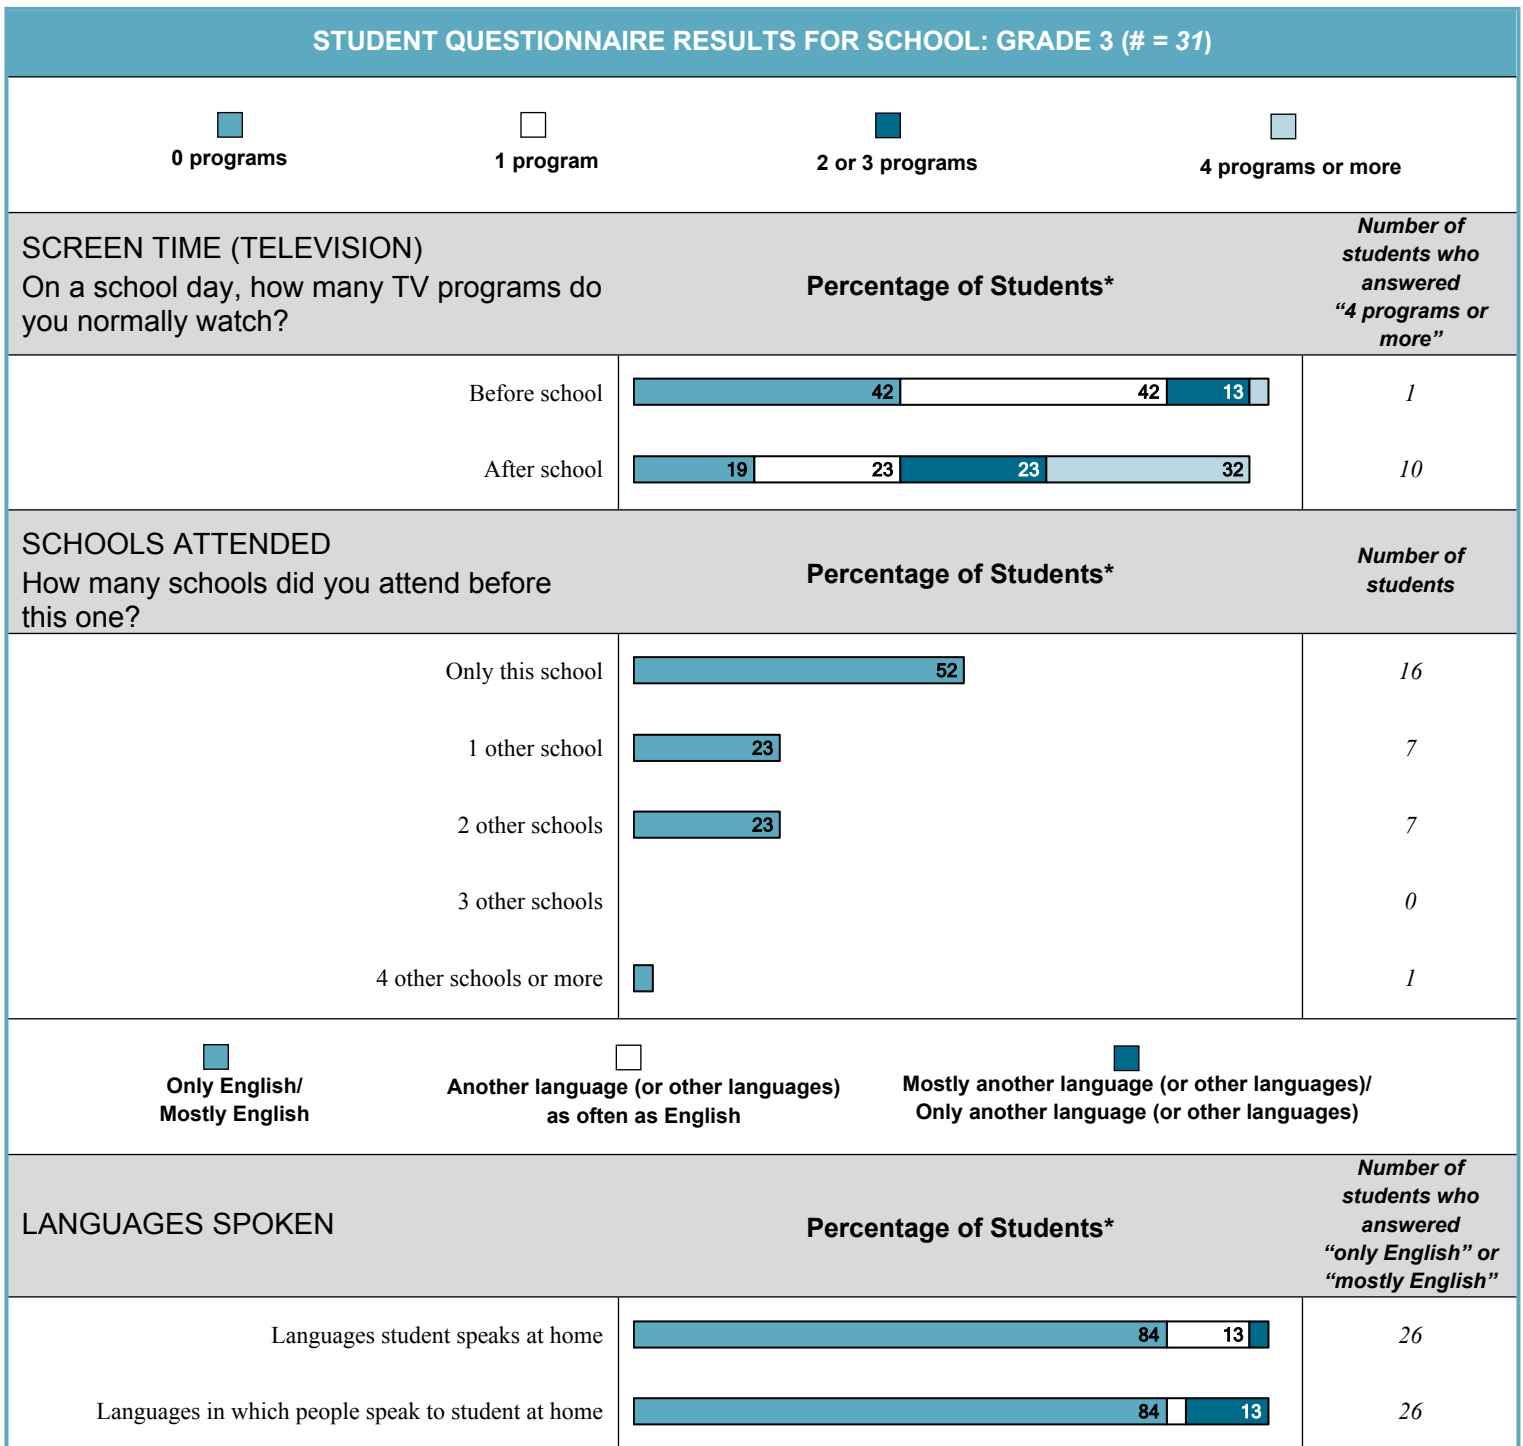 STUDENT QUESTIONNAIRE RESULTS FOR SCHOOL: GRADE 3 (# = 31)
0 programs
1 program
2 or 3 programs
4 programs or more
SCREEN TIME (TELEVISION)
On a school day, how many TV programs do
you normally watch?
Percentage of Students*
Number of
students who
answered
“4 programs or
more”
Before school
42
42
13
1
After school
19
23
23
32
10
SCHOOLS ATTENDED
How many schools did you attend before
this one?
Percentage of Students*
Number of
students
Only this school
52
16
1 other school
23
7
2 other schools
23
7
3 other schools
0
4 other schools or more
1
Only English/
Mostly English
Another language (or other languages)
as often as English
Mostly another language (or other languages)/
Only another language (or other languages)
LANGUAGES SPOKEN
Percentage of Students*
Number of
students who
answered
“only English” or
“mostly English”
Languages student speaks at home
84
13
26
Languages in which people speak to student at home
84
13
26